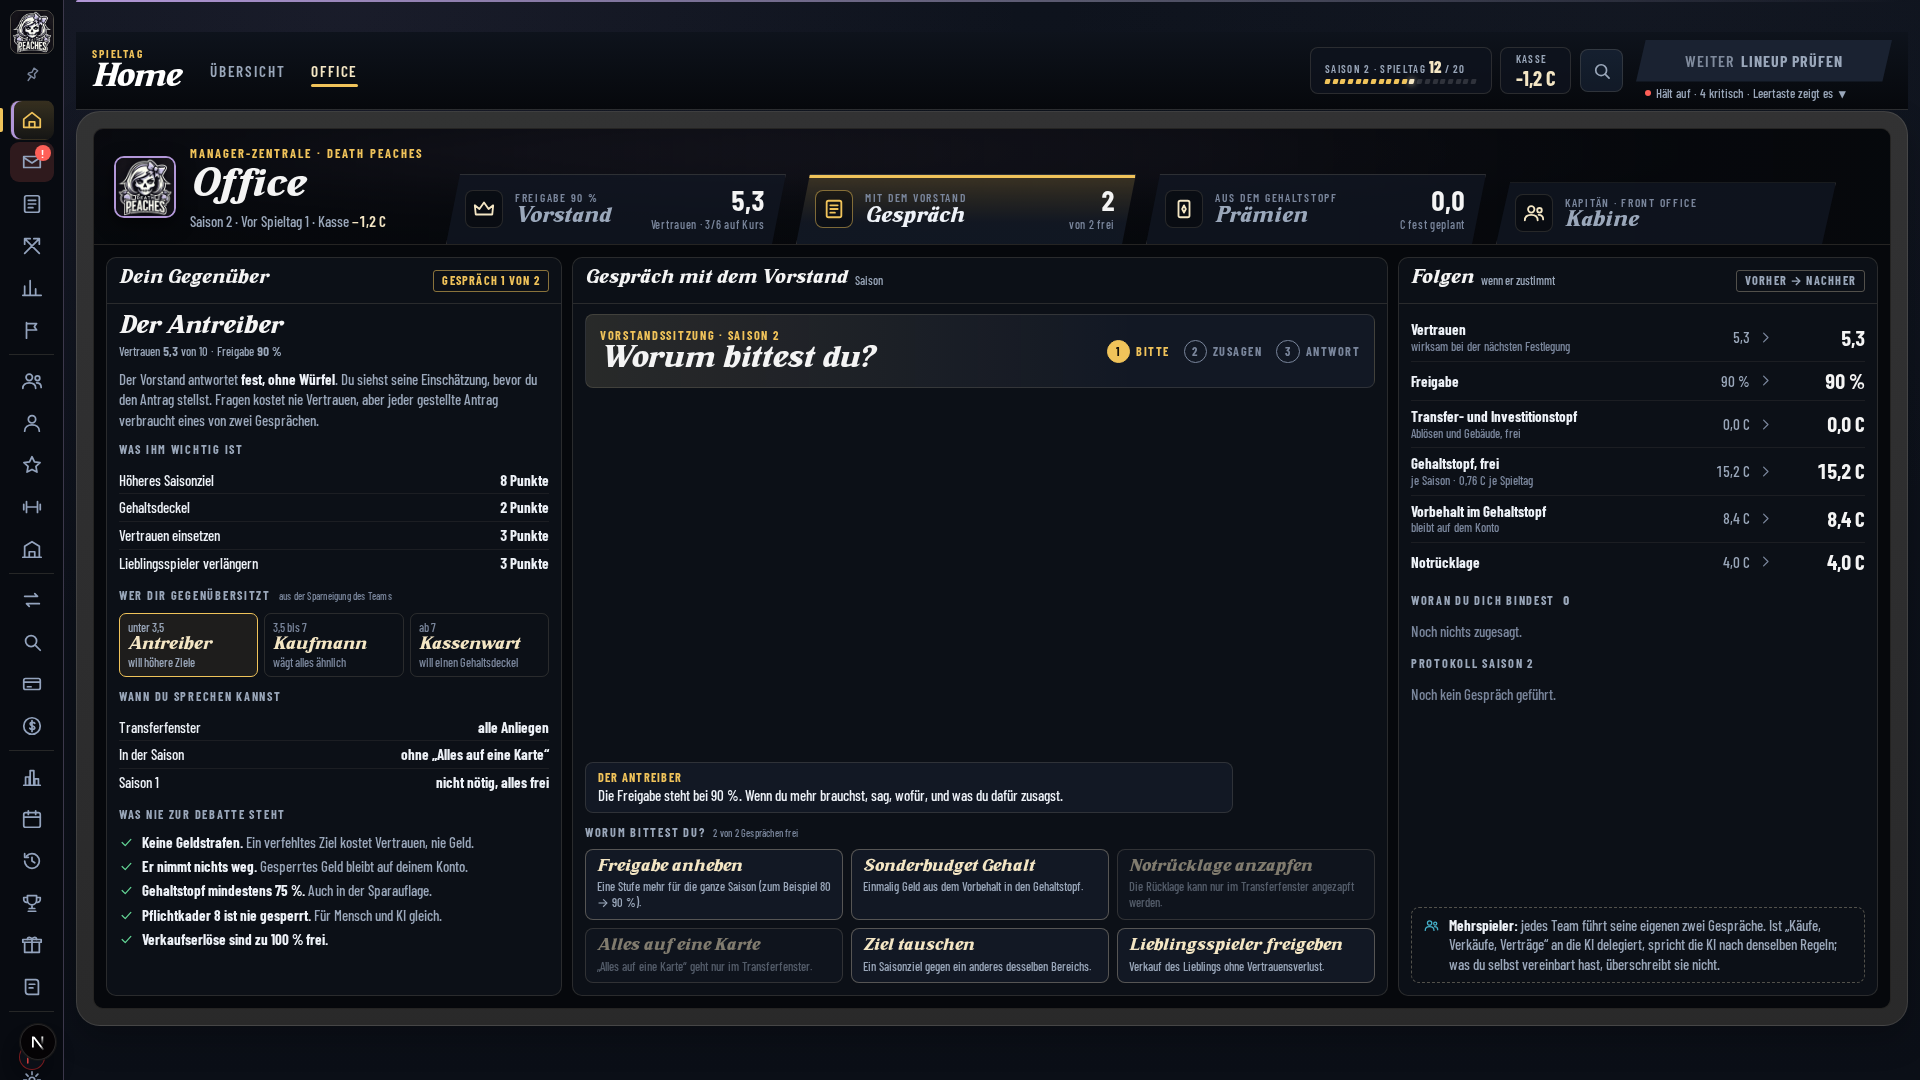 PEACHES
SPIELTAG
Home
ÜBERSICHT
OFFICE
SAISON 2 · SPIELTAG 12 / 20
KASSE
-1,2 C
WEITER LINEUP PRÜFEN
Hält auf · 4 kritisch · Leertaste zeigt es ▼
!
PEACHES
MANAGER-ZENTRALE · DEATH PEACHES
Office
Saison 2 · Vor Spieltag 1 · Kasse −1,2 C
FREIGABE 90 %
Vorstand
5,3
Vertrauen · 3/6 auf Kurs
MIT DEM VORSTAND
Gespräch
2
von 2 frei
AUS DEM GEHALTSTOPF
Prämien
0,0
C fest geplant
KAPITÄN · FRONT OFFICE
Kabine
Dein Gegenüber
GESPRÄCH 1 VON 2
Der Antreiber
Vertrauen 5,3 von 10 · Freigabe 90 %
Der Vorstand antwortet fest, ohne Würfel. Du siehst seine Einschätzung, bevor du
den Antrag stellst. Fragen kostet nie Vertrauen, aber jeder gestellte Antrag
verbraucht eines von zwei Gesprächen.
WAS IHM WICHTIG IST
Höheres Saisonziel 8 Punkte
Gehaltsdeckel 2 Punkte
Vertrauen einsetzen 3 Punkte
Lieblingsspieler verlängern 3 Punkte
WER DIR GEGENÜBERSITZT aus der Sparneigung des Teams
unter 3,5
Antreiber
will höhere Ziele
3,5 bis 7
Kaufmann
wägt alles ähnlich
ab 7
Kassenwart
will einen Gehaltsdeckel
WANN DU SPRECHEN KANNST
Transferfenster alle Anliegen
In der Saison ohne „Alles auf eine Karte“
Saison 1 nicht nötig, alles frei
WAS NIE ZUR DEBATTE STEHT
Keine Geldstrafen. Ein verfehltes Ziel kostet Vertrauen, nie Geld.
Er nimmt nichts weg. Gesperrtes Geld bleibt auf deinem Konto.
Gehaltstopf mindestens 75 %. Auch in der Sparauflage.
Pflichtkader 8 ist nie gesperrt. Für Mensch und KI gleich.
Verkaufserlöse sind zu 100 % frei.
Gespräch mit dem Vorstand Saison
VORSTANDSSITZUNG · SAISON 2
Worum bittest du?
1 BITTE 2 ZUSAGEN 3 ANTWORT
DER ANTREIBER
Die Freigabe steht bei 90 %. Wenn du mehr brauchst, sag, wofür, und was du dafür zusagst.
WORUM BITTEST DU? 2 von 2 Gesprächen frei
Freigabe anheben
Eine Stufe mehr für die ganze Saison (zum Beispiel 80
→ 90 %).
Sonderbudget Gehalt
Einmalig Geld aus dem Vorbehalt in den Gehaltstopf.
Notrücklage anzapfen
Die Rücklage kann nur im Transferfenster angezapft
werden.
Alles auf eine Karte
„Alles auf eine Karte“ geht nur im Transferfenster.
Ziel tauschen
Ein Saisonziel gegen ein anderes desselben Bereichs.
Lieblingsspieler freigeben
Verkauf des Lieblings ohne Vertrauensverlust.
Folgen wenn er zustimmt
VORHER → NACHHER
Vertrauen
wirksam bei der nächsten Festlegung
5,3 > 5,3
Freigabe 90 % > 90 %
Transfer- und Investitionstopf
Ablösen und Gebäude, frei
0,0 C > 0,0 C
Gehaltstopf, frei
je Saison · 0,76 C je Spieltag
15,2 C > 15,2 C
Vorbehalt im Gehaltstopf
bleibt auf dem Konto
8,4 C > 8,4 C
Notrücklage 4,0 C > 4,0 C
WORAN DU DICH BINDEST 0
Noch nichts zugesagt.
PROTOKOLL SAISON 2
Noch kein Gespräch geführt.
Mehrspieler: jedes Team führt seine eigenen zwei Gespräche. Ist „Käufe,
Verkäufe, Verträge“ an die KI delegiert, spricht die KI nach denselben Regeln;
was du selbst vereinbart hast, überschreibt sie nicht.
N